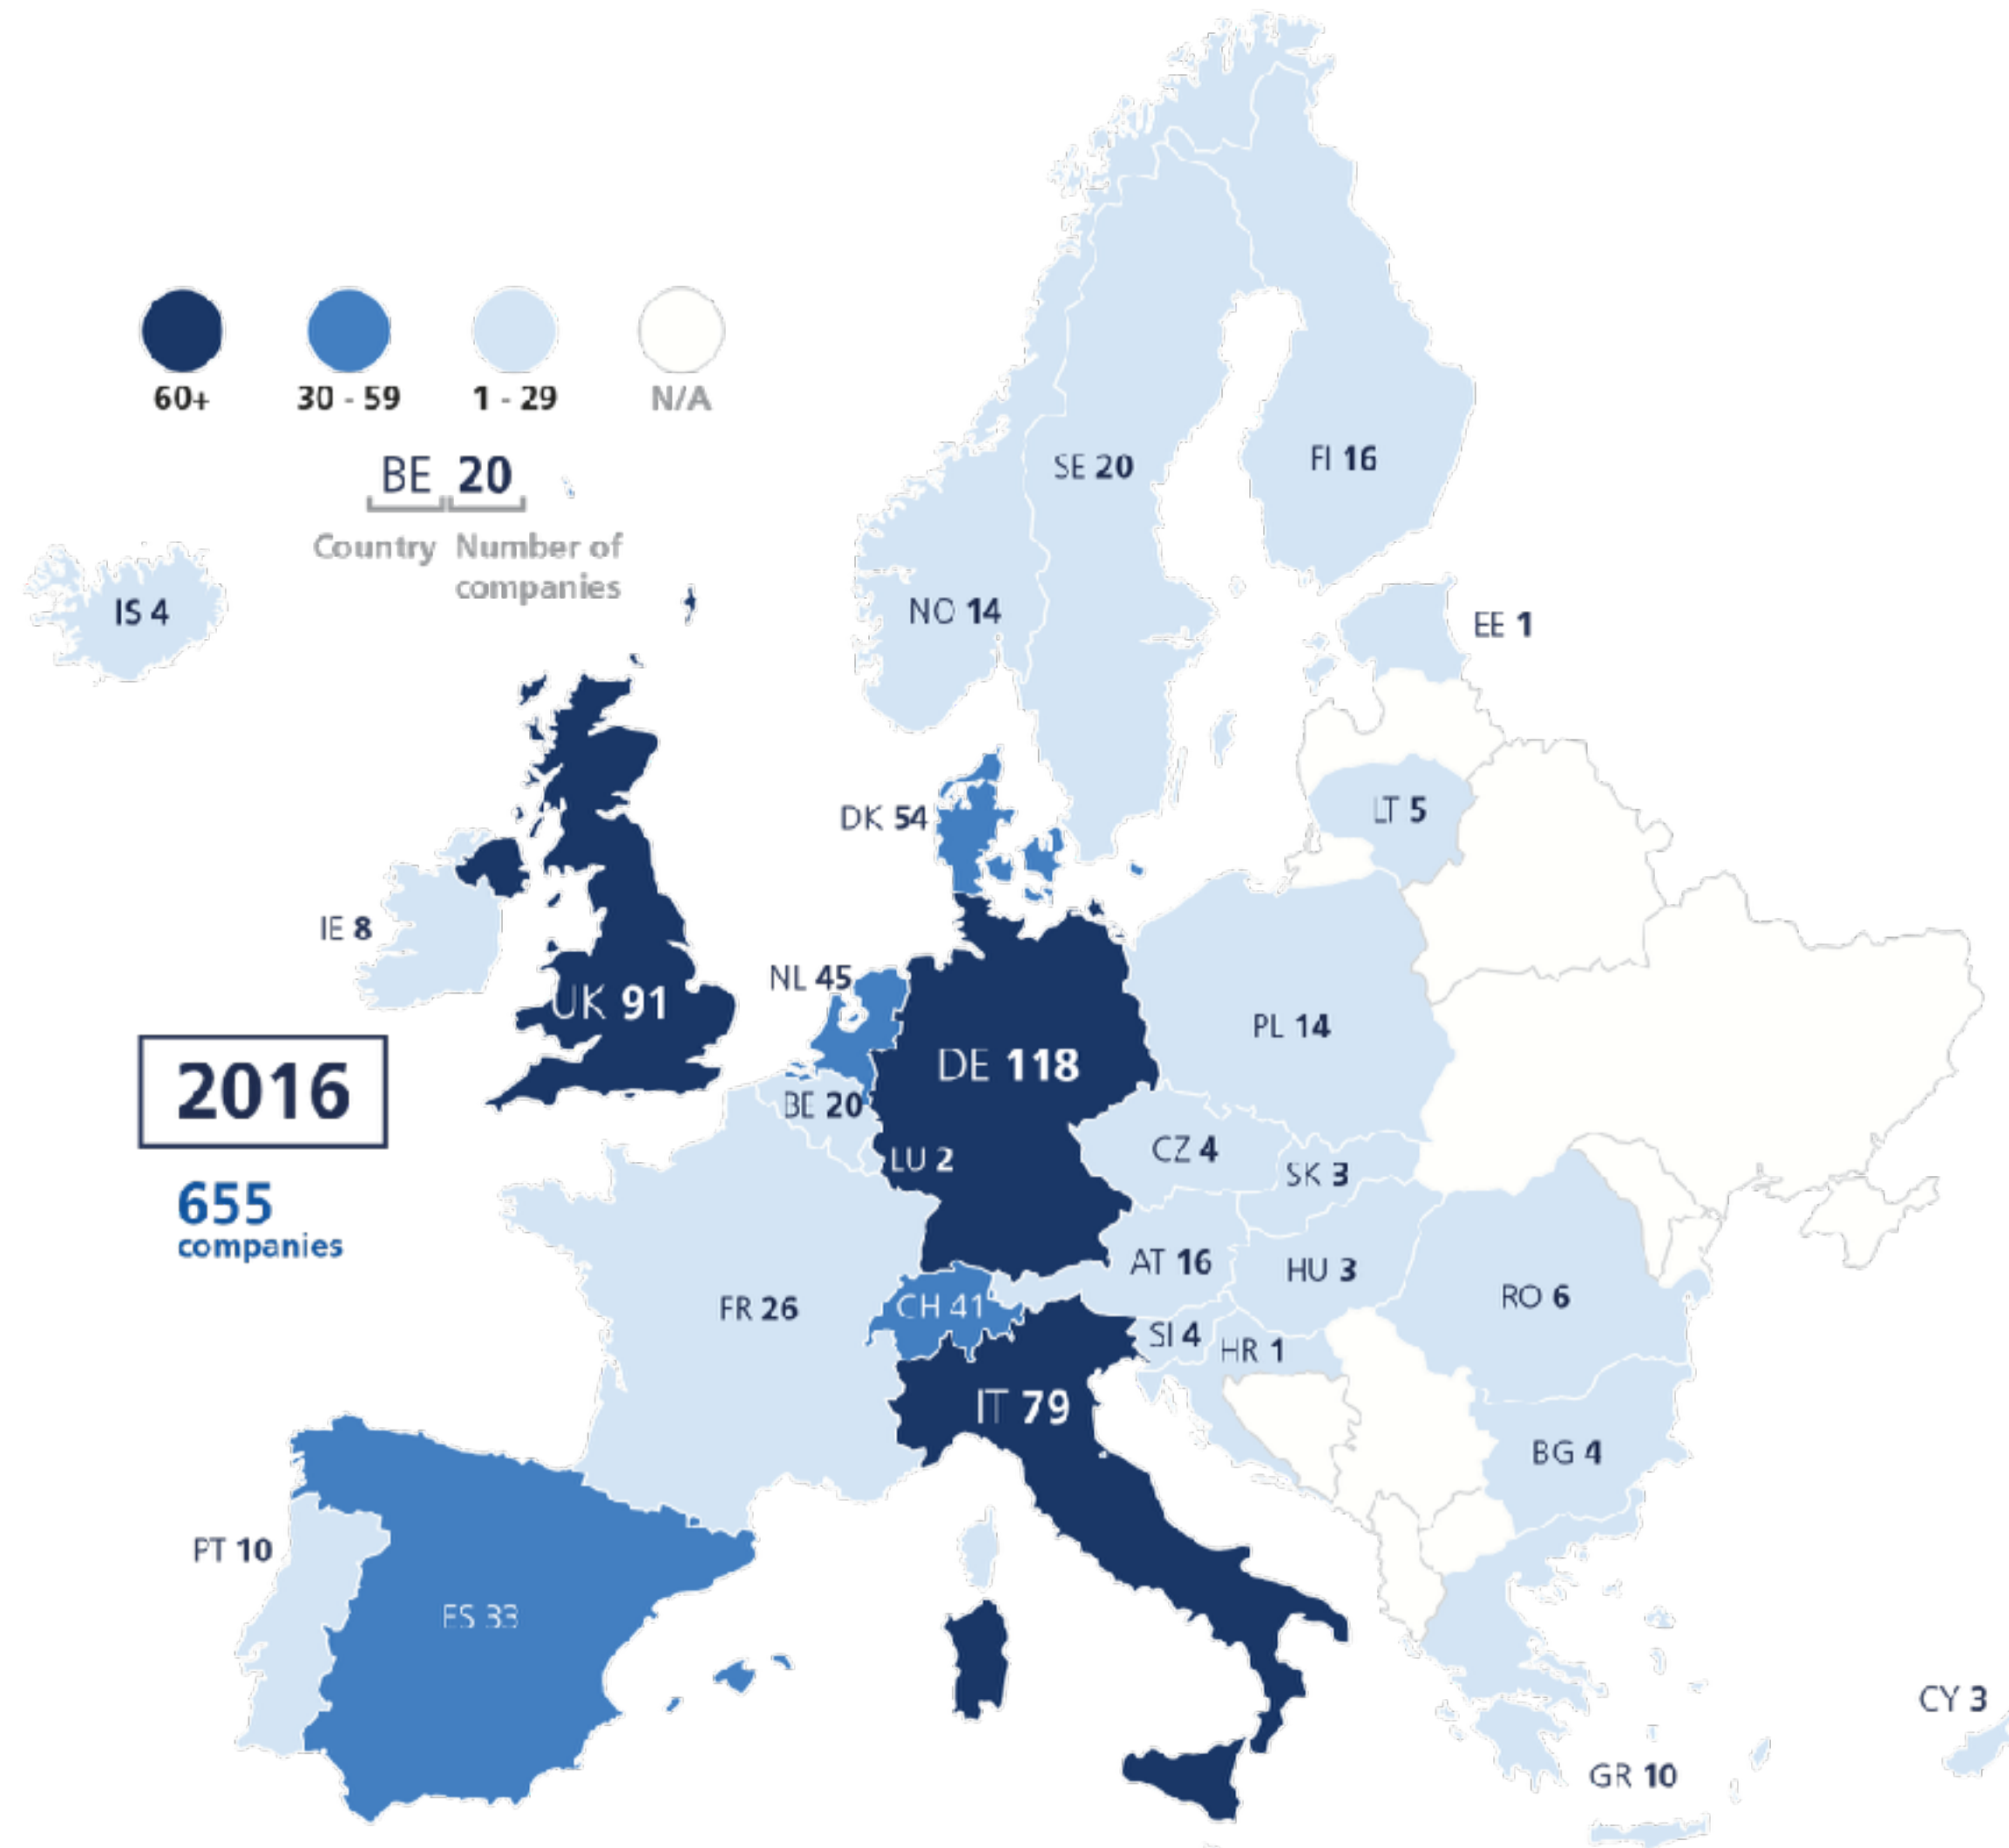 60+
30 - 59
1 - 29
N/A
BE 20
Country
Number of
companies
SE 20
FI 16
IS 4
NO 14
EE 1
DK 54
LT 5
IE 8
NL 45
UK 91
PL 14
DE 118
2016
BE 20
CZ 4
LU 2
SK 3
655
companies
AT 16
HU 3
RO 6
FR 26
CH 41
SI 4
HR 1
IT 79
BG 4
PT 10
ES 33
CY 3
GR 10